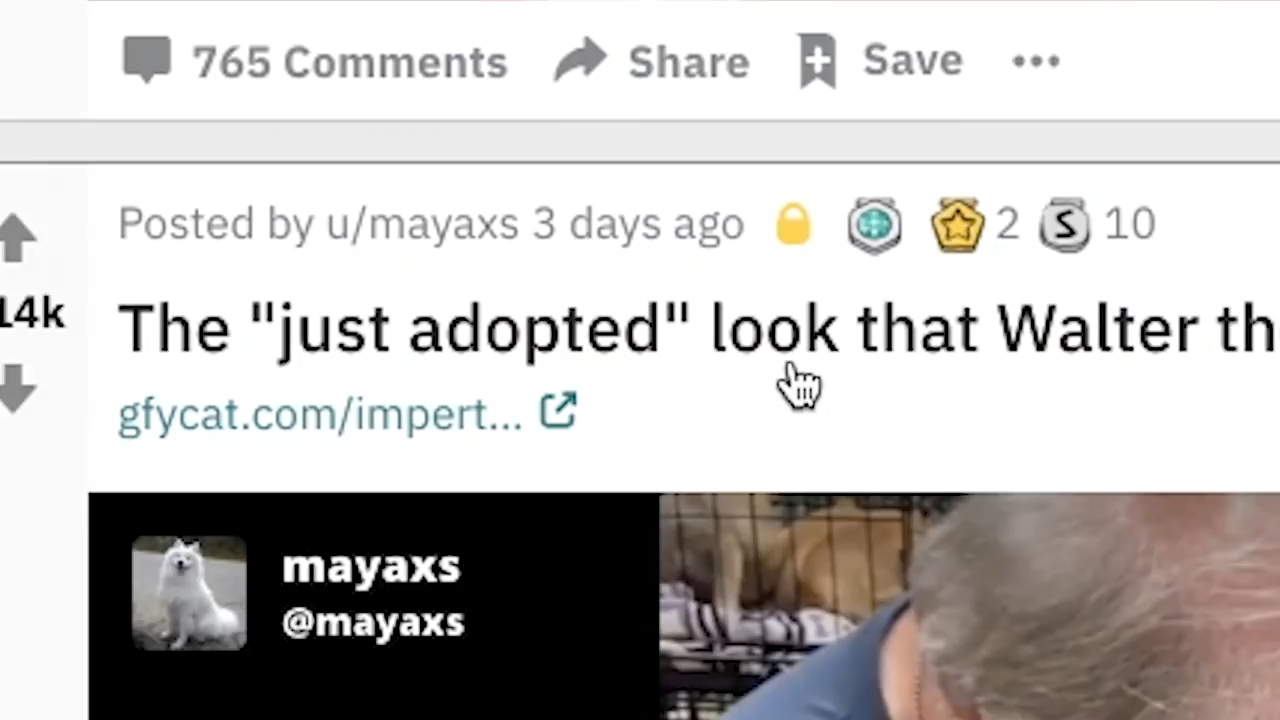 765 Comments Share Save
Posted by u/mayaxs 3 days ago 2 S 10
14k
The "just adopted" look that Walter th
gfycat.com/impert...
mayaxs
@mayaxs